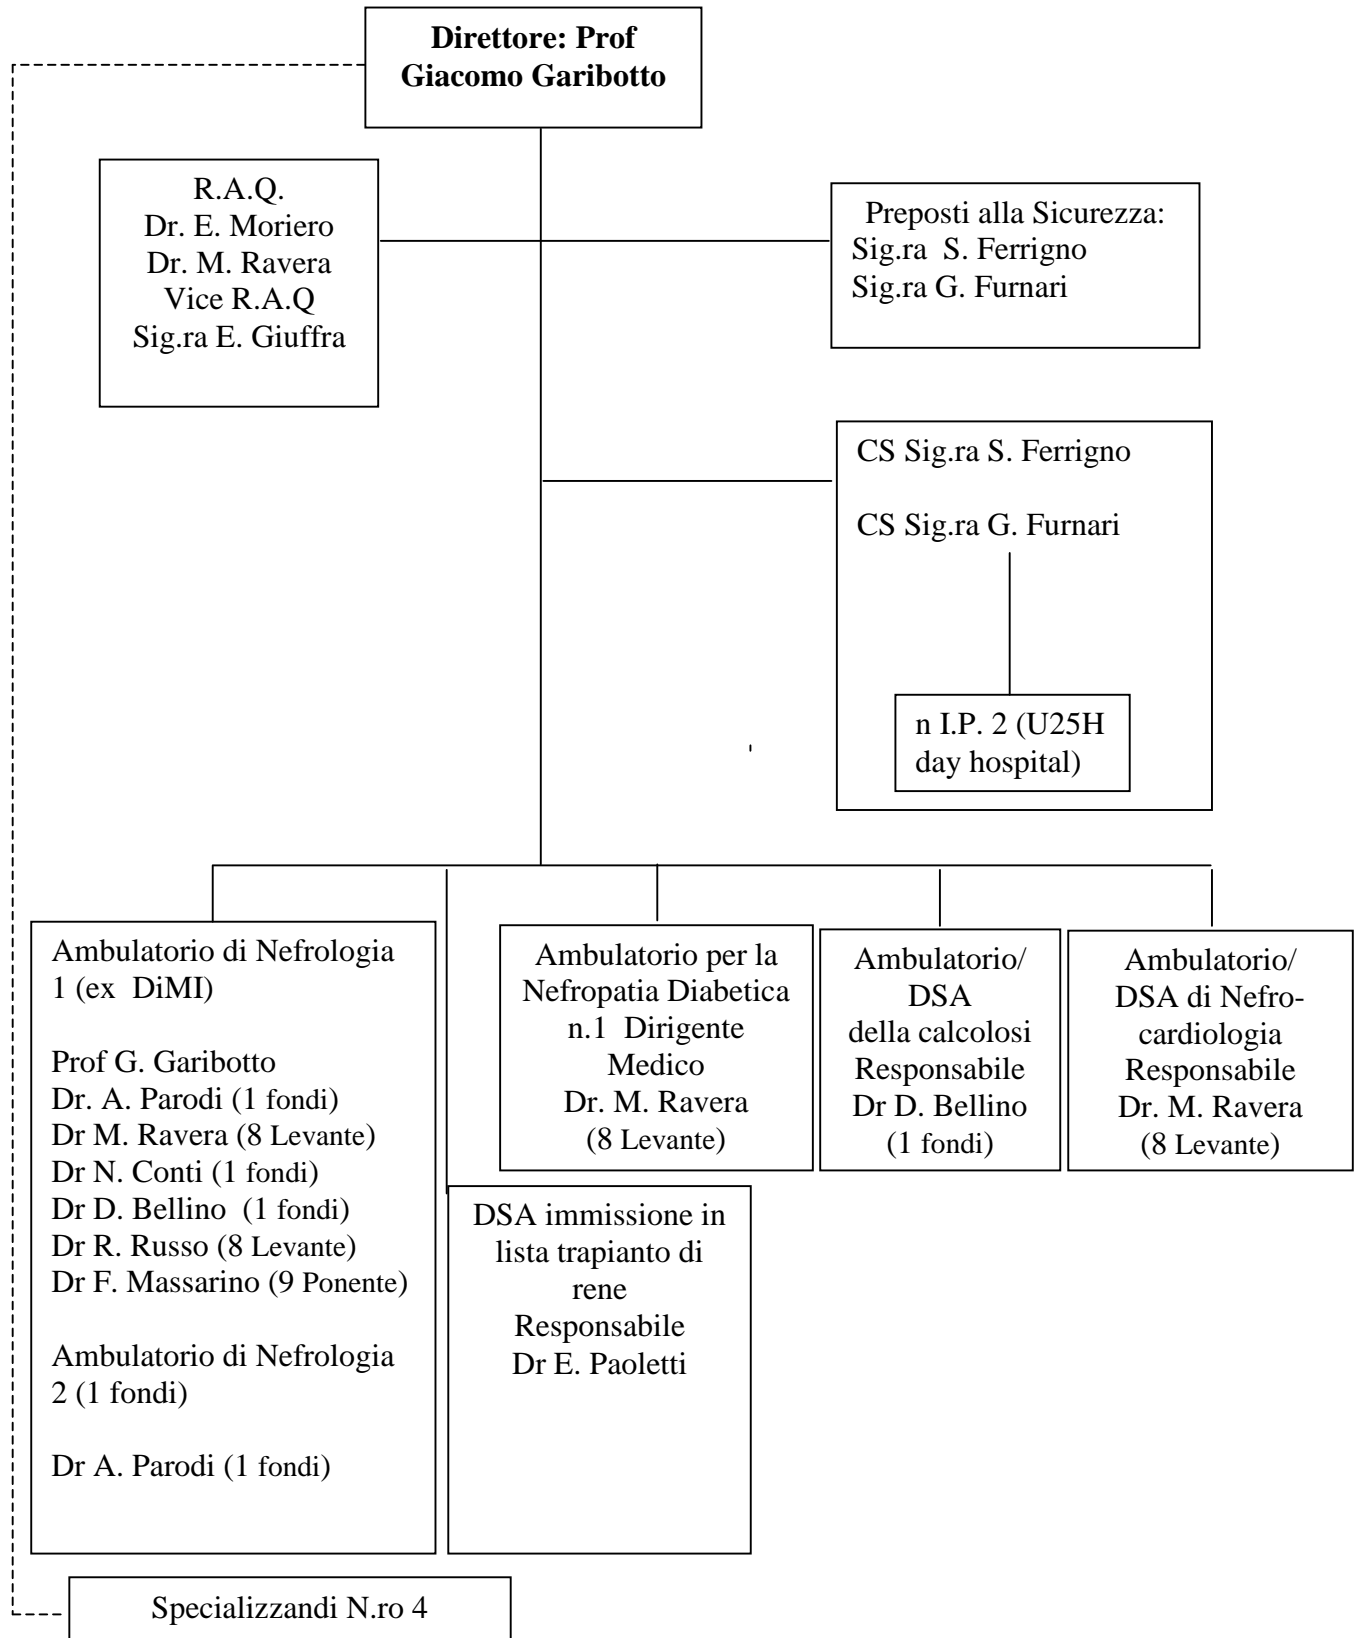 Direttore: Prof
Giacomo Garibotto
R.A.Q.
Dr. E. Moriero
Dr. M. Ravera
Vice R.A.Q
Sig.ra E. Giuffra
Preposti alla Sicurezza:
Sig.ra S. Ferrigno
Sig.ra G. Furnari
CS Sig.ra S. Ferrigno
CS Sig.ra G. Furnari
n I.P. 2 (U25H
day hospital)
Ambulatorio di Nefrologia
1 (ex DiMI)
Prof G. Garibotto
Dr. A. Parodi (1 fondi)
Dr M. Ravera (8 Levante)
Dr N. Conti (1 fondi)
Dr D. Bellino (1 fondi)
Dr R. Russo (8 Levante)
Dr F. Massarino (9 Ponente)
Ambulatorio di Nefrologia
2 (1 fondi)
Dr A. Parodi (1 fondi)
DSA immissione in
lista trapianto di
rene
Responsabile
Dr E. Paoletti
Ambulatorio per la
Nefropatia Diabetica
n.1 Dirigente
Medico
Dr. M. Ravera
(8 Levante)
Ambulatorio/
DSA
della calcolosi
Responsabile
Dr D. Bellino
(1 fondi)
Ambulatorio/
DSA di Nefro-
cardiologia
Responsabile
Dr. M. Ravera
(8 Levante)
Specializzandi N.ro 4